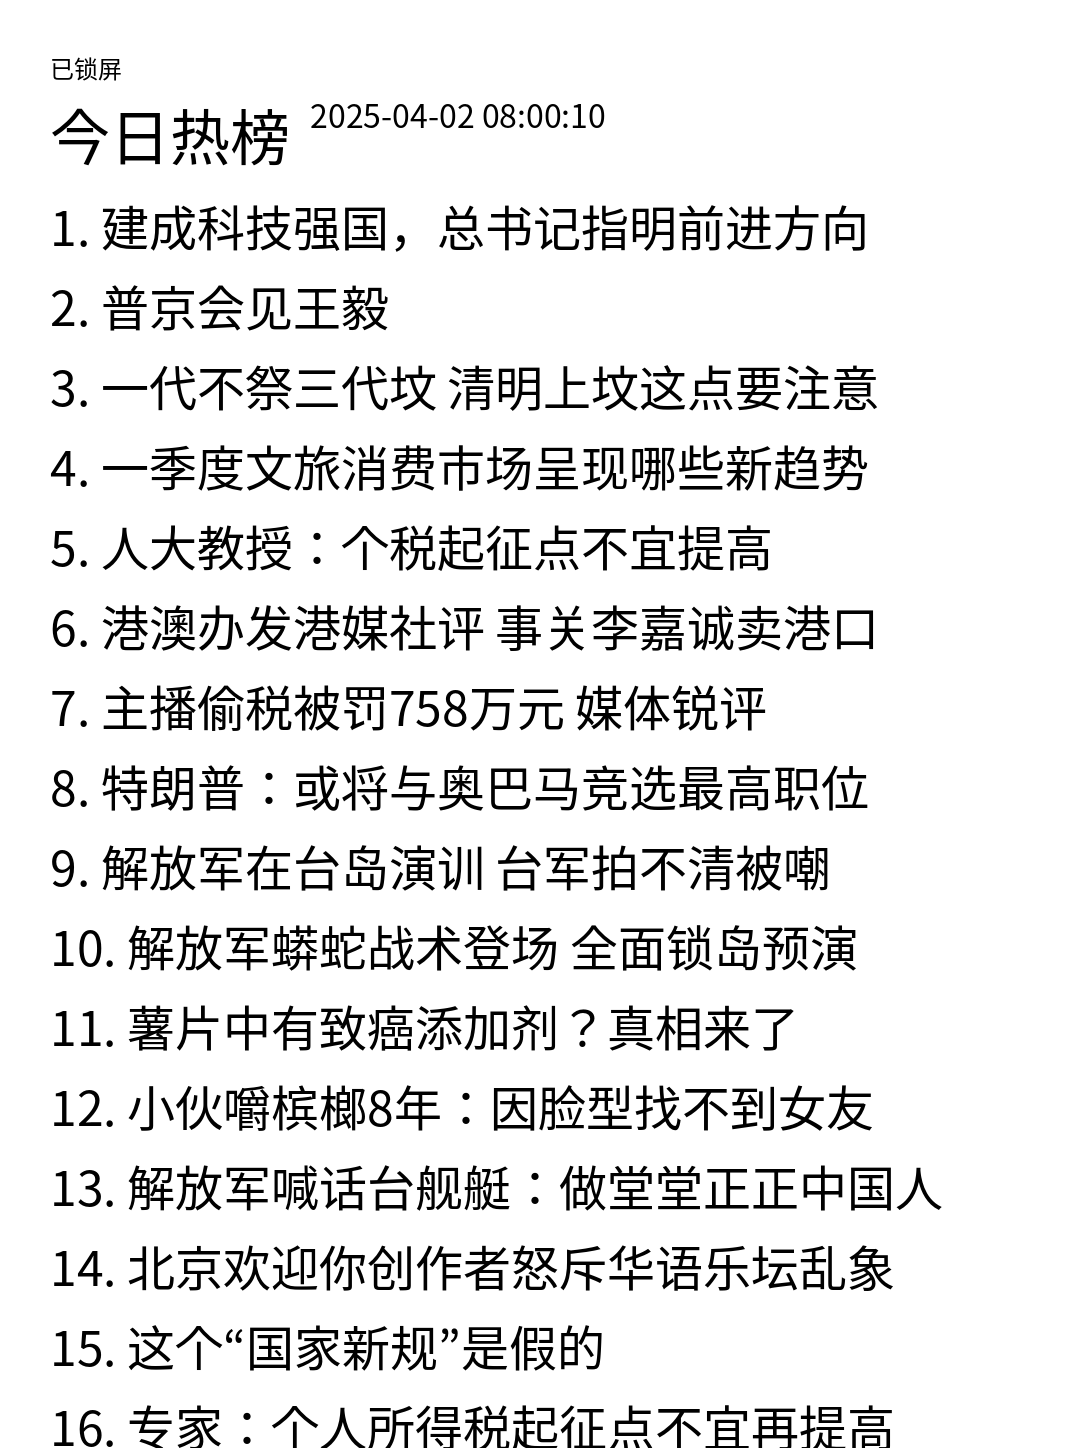 已锁屏
今日热榜 2025-04-02 08:00:10
1. 建成科技强国，总书记指明前进方向
2. 普京会见王毅
3. 一代不祭三代坟 清明上坟这点要注意
4. 一季度文旅消费市场呈现哪些新趋势
5. 人大教授：个税起征点不宜提高
6. 港澳办发港媒社评 事关李嘉诚卖港口
7. 主播偷税被罚758万元 媒体锐评
8. 特朗普：或将与奥巴马竞选最高职位
9. 解放军在台岛演训 台军拍不清被嘲
10. 解放军蟒蛇战术登场 全面锁岛预演
11. 薯片中有致癌添加剂？真相来了
12. 小伙嚼槟榔8年：因脸型找不到女友
13. 解放军喊话台舰艇：做堂堂正正中国人
14. 北京欢迎你创作者怒斥华语乐坛乱象
15. 这个“国家新规”是假的
16. 专家：个人所得税起征点不宜再提高